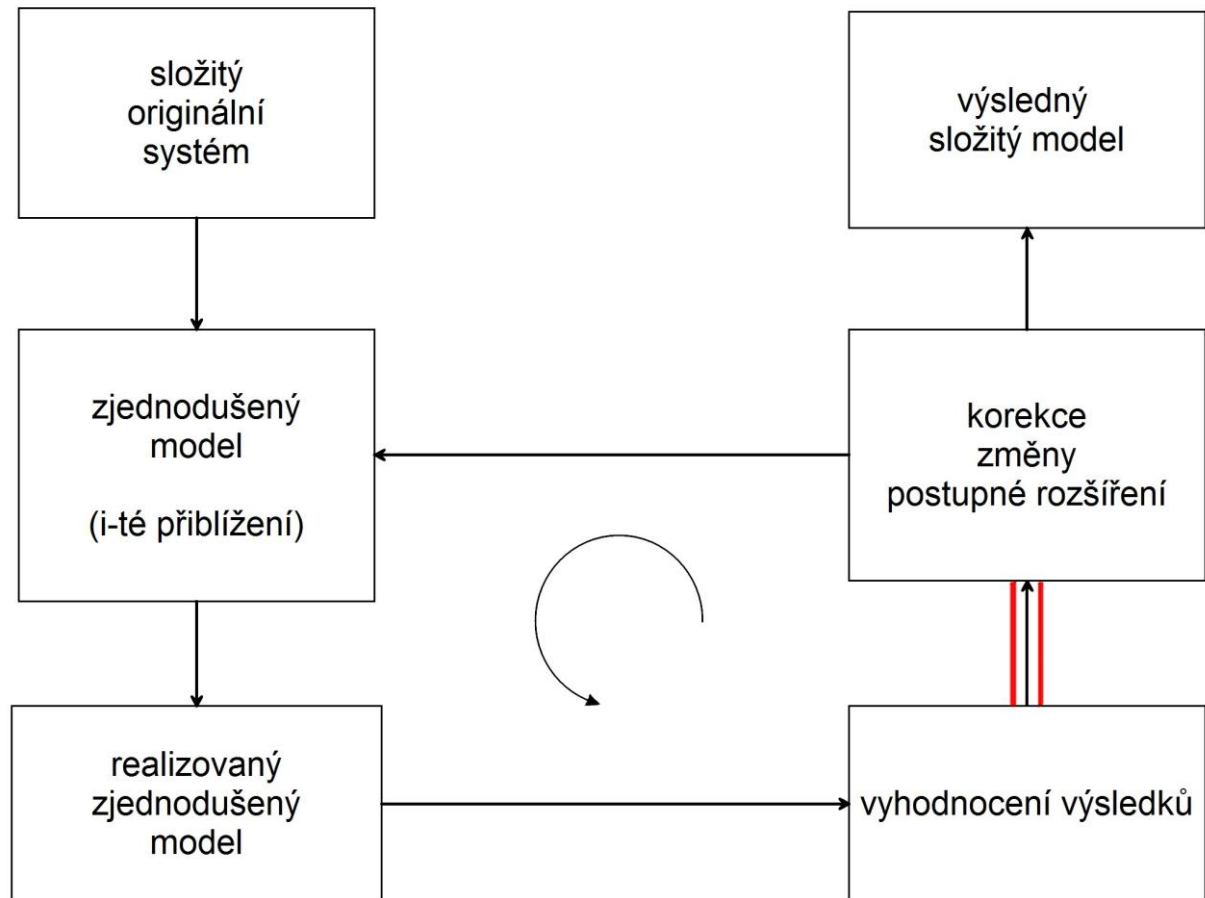 složitý
originální
systém
výsledný
složitý model
zjednodušený
model
(i-té přiblížení)
korekce
změny
postupné rozšíření
realizovaný
zjednodušený
model
vyhodnocení výsledků